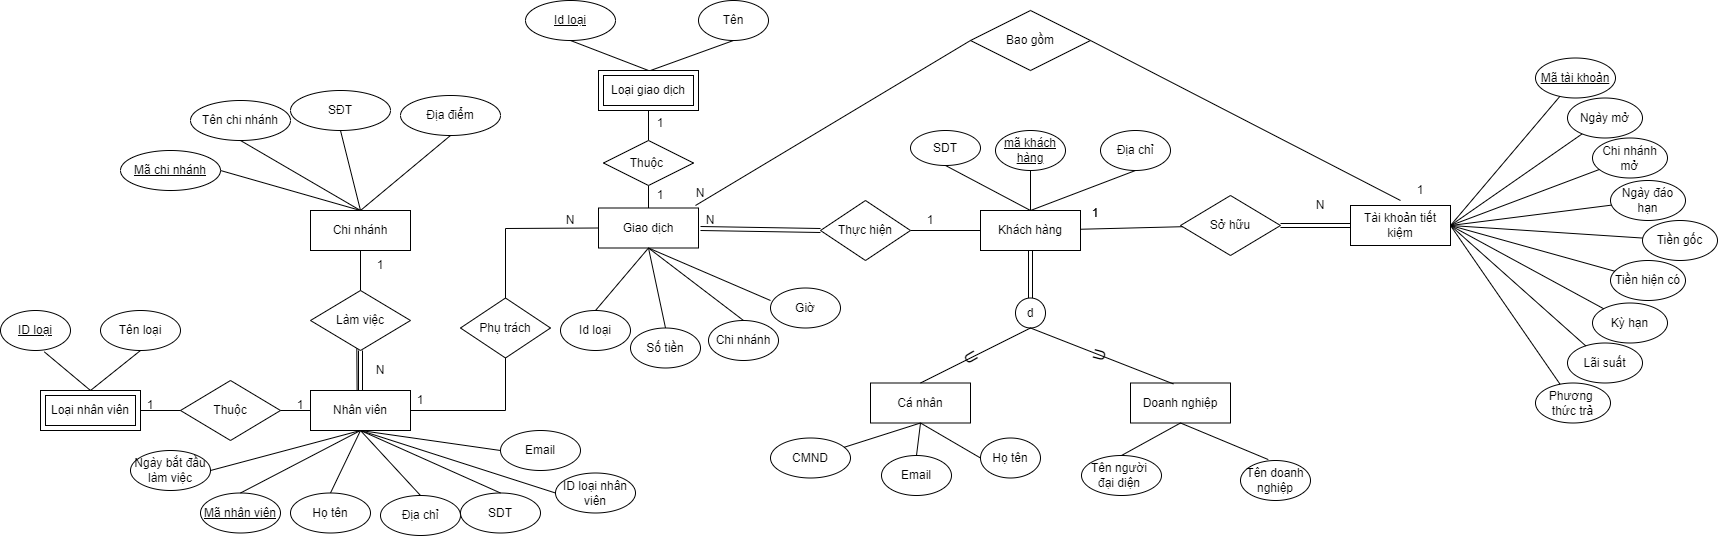 Id loại
Tên
Bao gồm
Loại giao dịch
Mã tài khoản
Tên chi nhánh
SĐT
Địa điểm
1
Ngày mở
Mã chi nhánh
Thuộc
SDT
mã khách
hàng
Địa chỉ
Chi nhánh
mở
N
1
1
Ngày đáo
hạn
Chi nhánh
N
Giao dịch
N
Thực hiện
1
Khách hàng
1
Sở hữu
N
Tài khoản tiết
kiệm
Tiền gốc
1
Tiền hiện có
Làm việc
Phụ trách
Id loại
Số tiền
Chi nhánh
Giờ
d
Kỳ hạn
ID loại
Tên loại
N
Lãi suất
Loại nhân viên
1
Thuộc
1
Nhân viên
1
Cá nhân
Doanh nghiệp
Phương
thức trả
Ngày bắt đầu
làm việc
Email
CMND
Email
Họ tên
Tên người
đại diện
Tên doanh
nghiệp
ID loại nhân
viên
Mã nhân viên
Họ tên
Địa chỉ
SDT